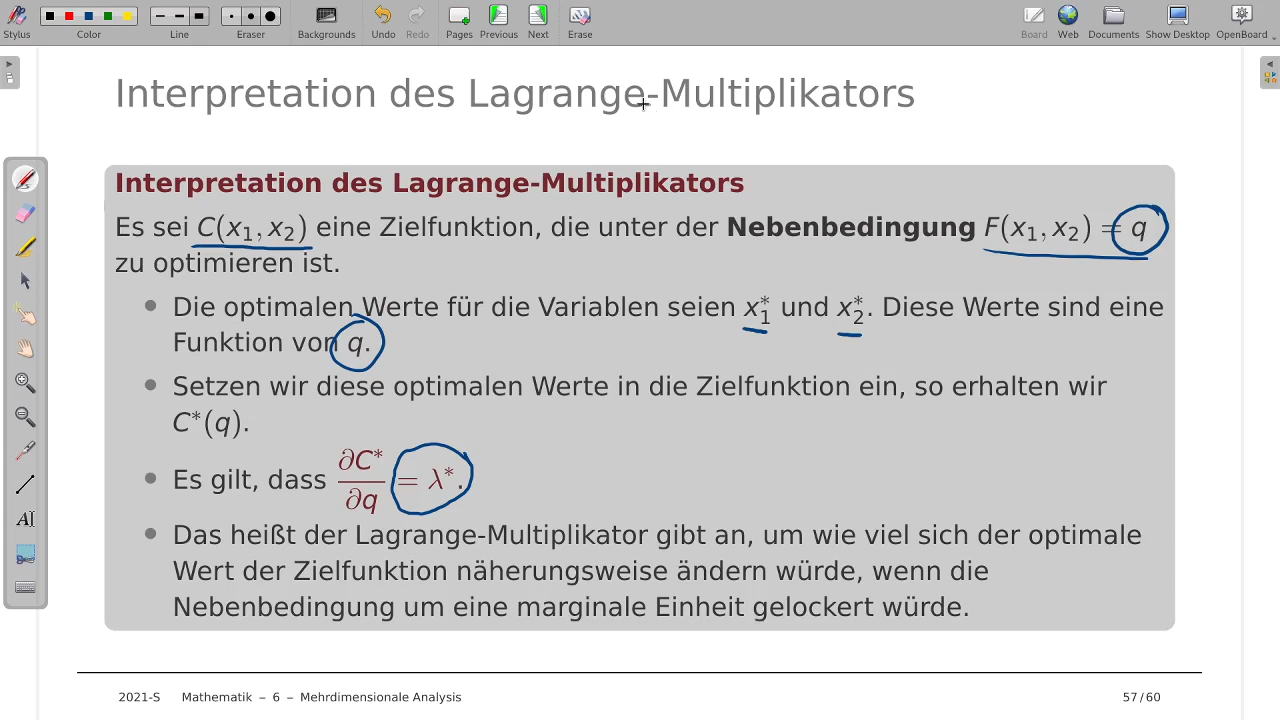 Stylus Color Line Eraser Backgrounds Undo Redo Pages Previous Next Erase Board Web Documents Show Desktop OpenBoard
Interpretation des Lagrange-Multiplikators
Interpretation des Lagrange-Multiplikators
Es sei C(x₁, x₂) eine Zielfunktion, die unter der Nebenbedingung F(x₁, x₂) = q
zu optimieren ist.
• Die optimalen Werte für die Variablen seien x₁* und x₂*. Diese Werte sind eine
Funktion von q.
• Setzen wir diese optimalen Werte in die Zielfunktion ein, so erhalten wir
C*(q).
• Es gilt, dass ∂C*/∂q = λ*.
• Das heißt der Lagrange-Multiplikator gibt an, um wie viel sich der optimale
Wert der Zielfunktion näherungsweise ändern würde, wenn die
Nebenbedingung um eine marginale Einheit gelockert würde.
2021-S Mathematik – 6 – Mehrdimensionale Analysis 57/60